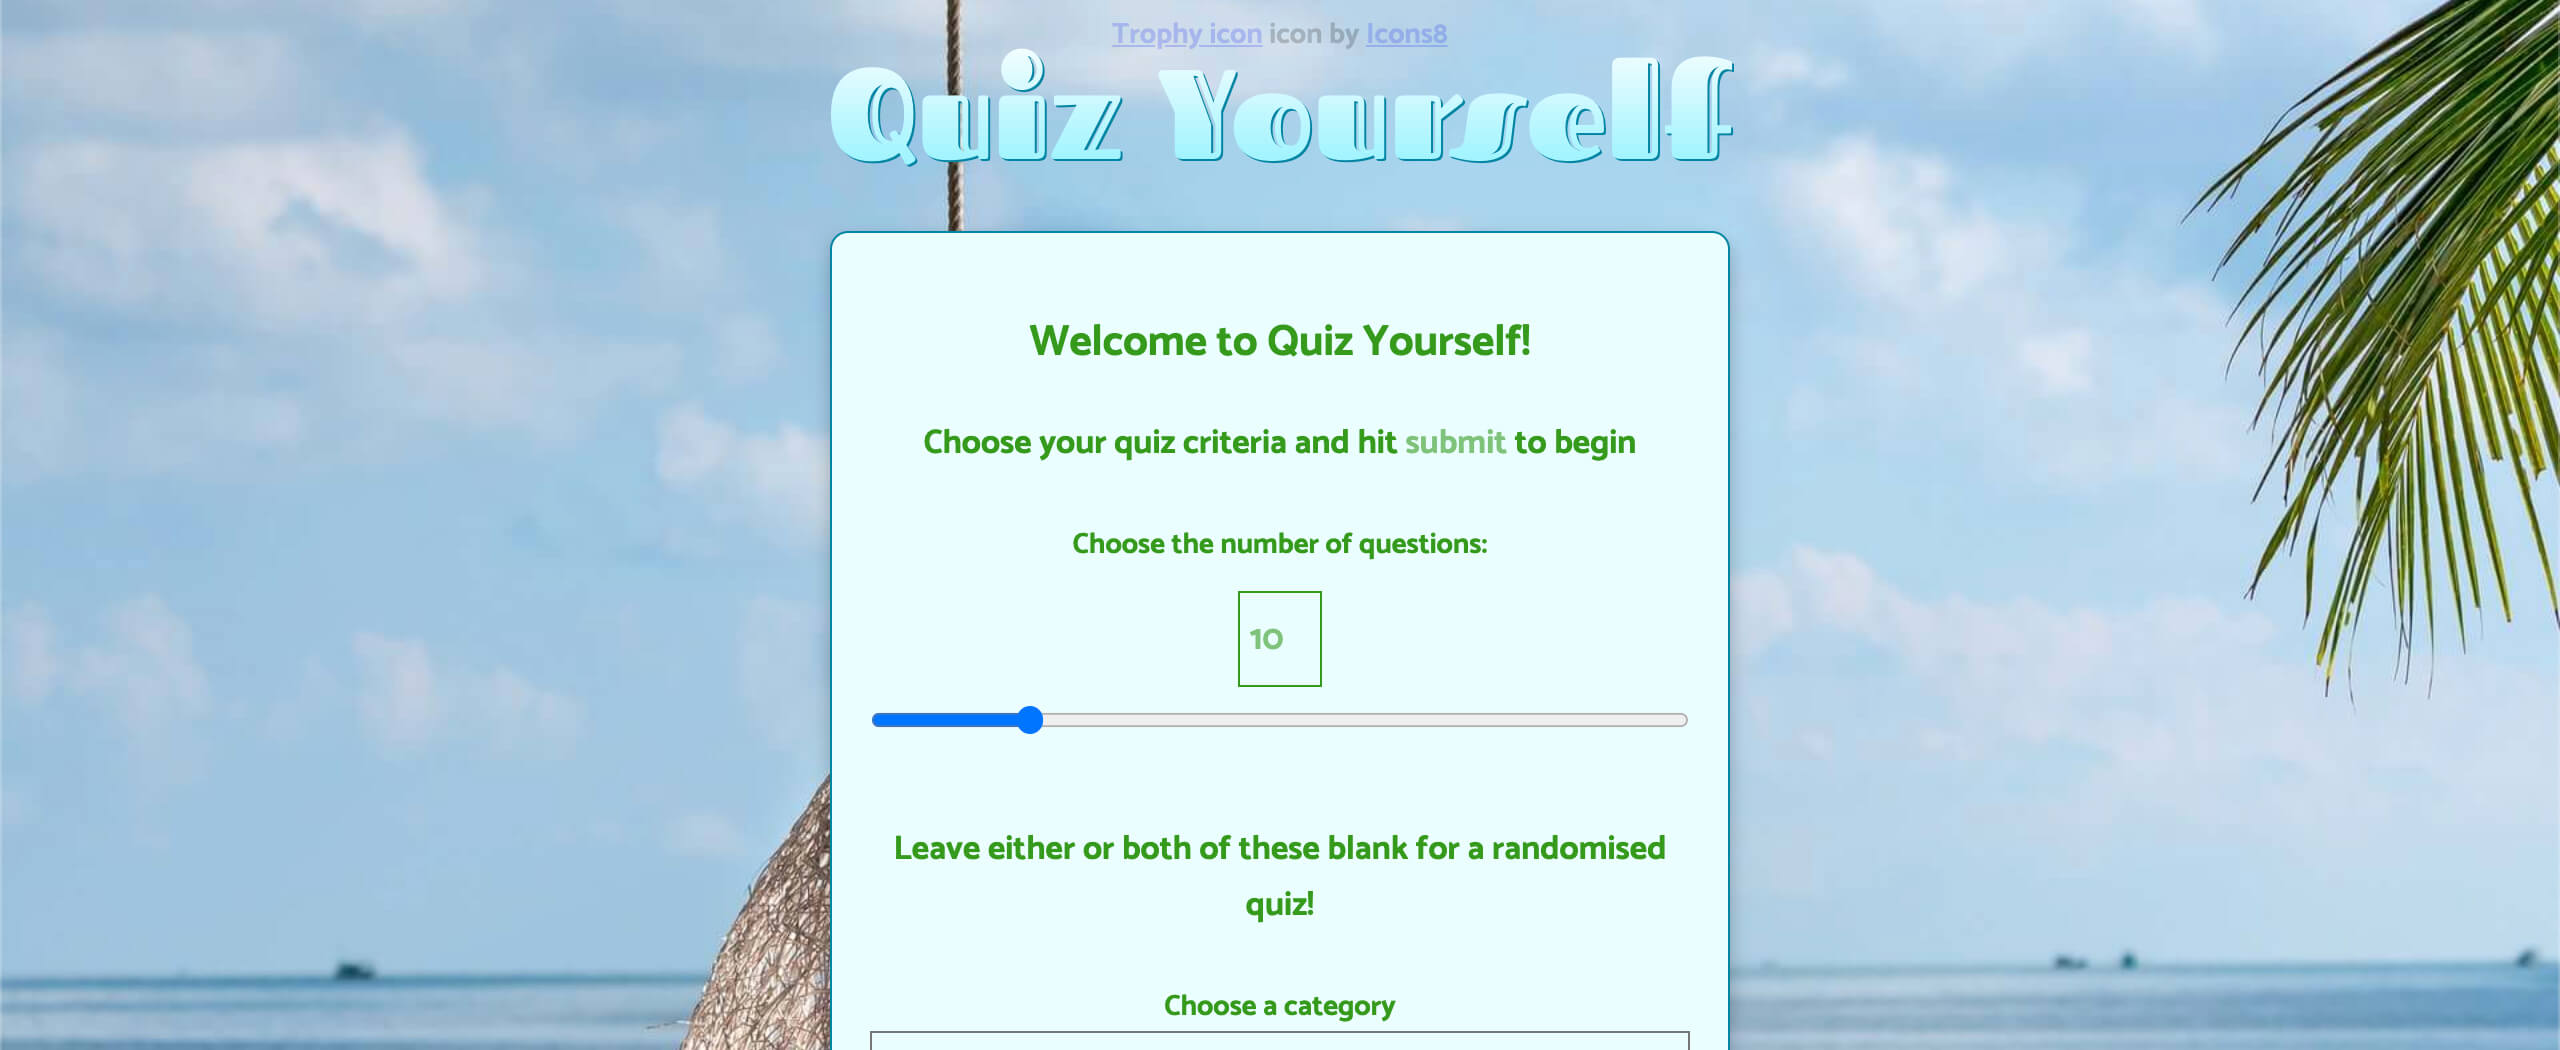 Trophy icon icon by Icons8
Quiz Yourself
Welcome to Quiz Yourself!
Choose your quiz criteria and hit submit to begin
Choose the number of questions:
10
Leave either or both of these blank for a randomised
quiz!
Choose a category